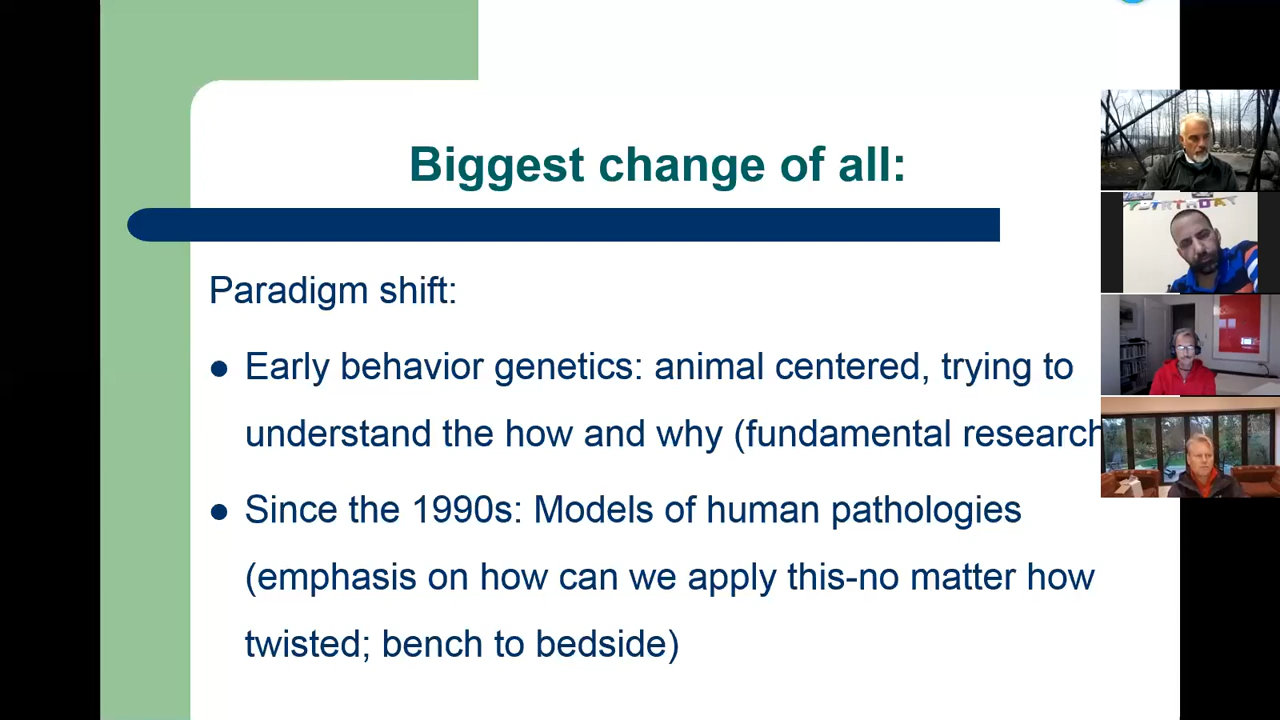 Biggest change of all:
BIRTHDAY
Paradigm shift:
Early behavior genetics: animal centered, trying to
understand the how and why (fundamental research
Since the 1990s: Models of human pathologies
(emphasis on how can we apply this-no matter how
twisted; bench to bedside)